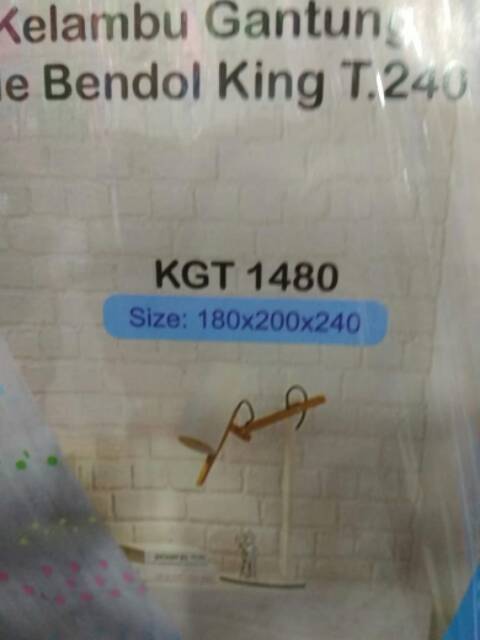 Kelambu Gantung
Bendol King T.240
KGT 1480
Size: 180x200x240